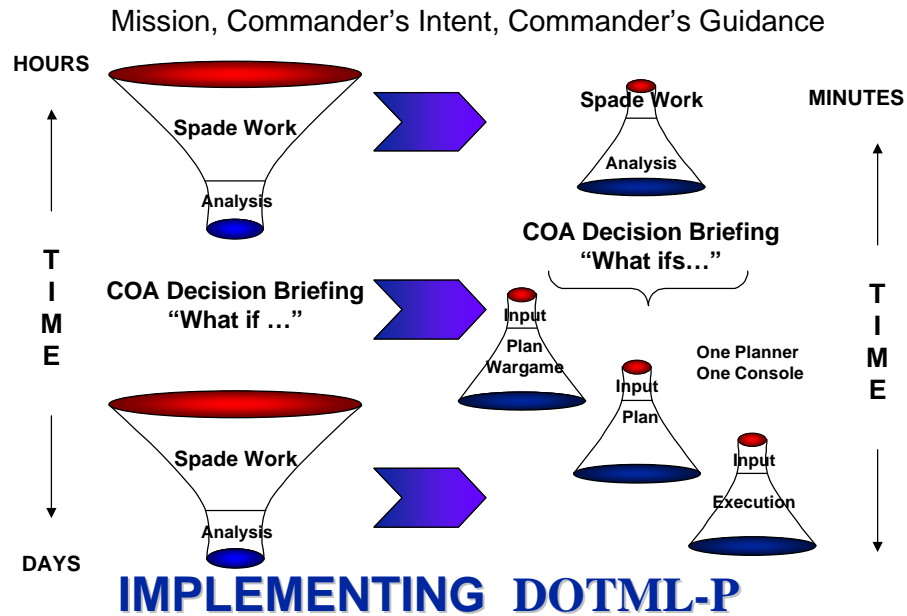 Mission, Commander's Intent, Commander's Guidance
HOURS
T
I
M
E
DAYS
Spade Work
Analysis
COA Decision Briefing
“What if …”
Spade Work
Analysis
Spade Work
Analysis
COA Decision Briefing
“What ifs…”
Input
Plan
Wargame
Input
Plan
One Planner
One Console
Input
Execution
MINUTES
T
I
M
E
IMPLEMENTING DOTML-P